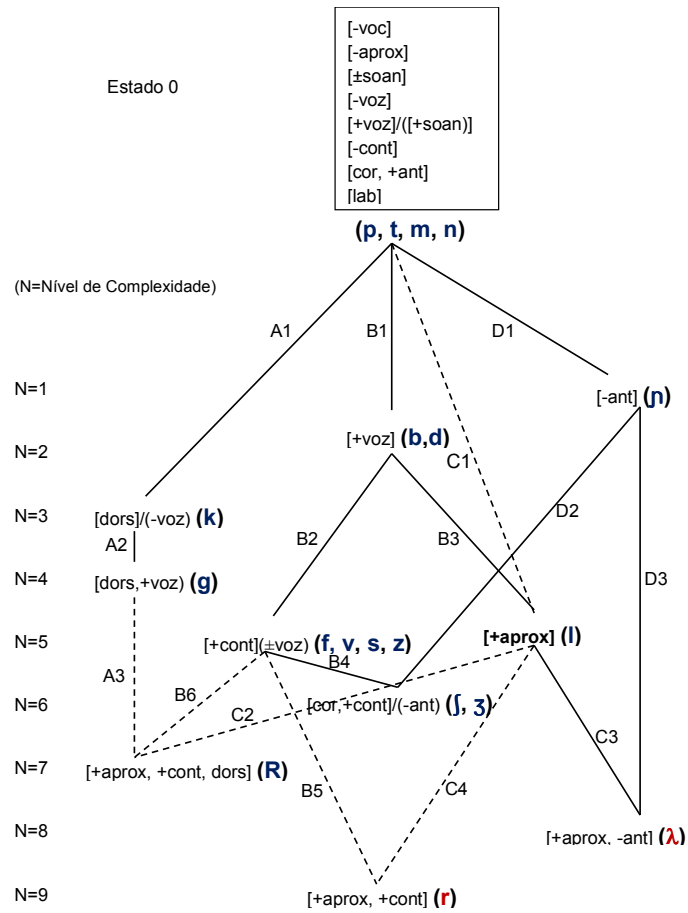 [-voc]
[-aprox]
[±soan]
[-voz]
[+voz]/([+soan)]
[-cont]
[cor, +ant]
[lab]
Estado 0
(p, t, m, n)
(N=Nível de Complexidade)
A1
B1
D1
N=1
[-ant] (ɲ)
N=2
[+voz] (b,d)
C1
N=3
[dors]/(-voz) (k)
D2
A2
B2
B3
N=4
[dors,+voz) (g)
D3
N=5
[+cont](±voz) (f, v, s, z)
[+aprox] (l)
B4
A3
B6
C2
N=6
[cor,+cont]/(-ant) (ʃ, ʒ)
C3
N=7
[+aprox, +cont, dors] (R)
B5
C4
N=8
[+aprox, -ant] (λ)
N=9
[+aprox, +cont] (r)